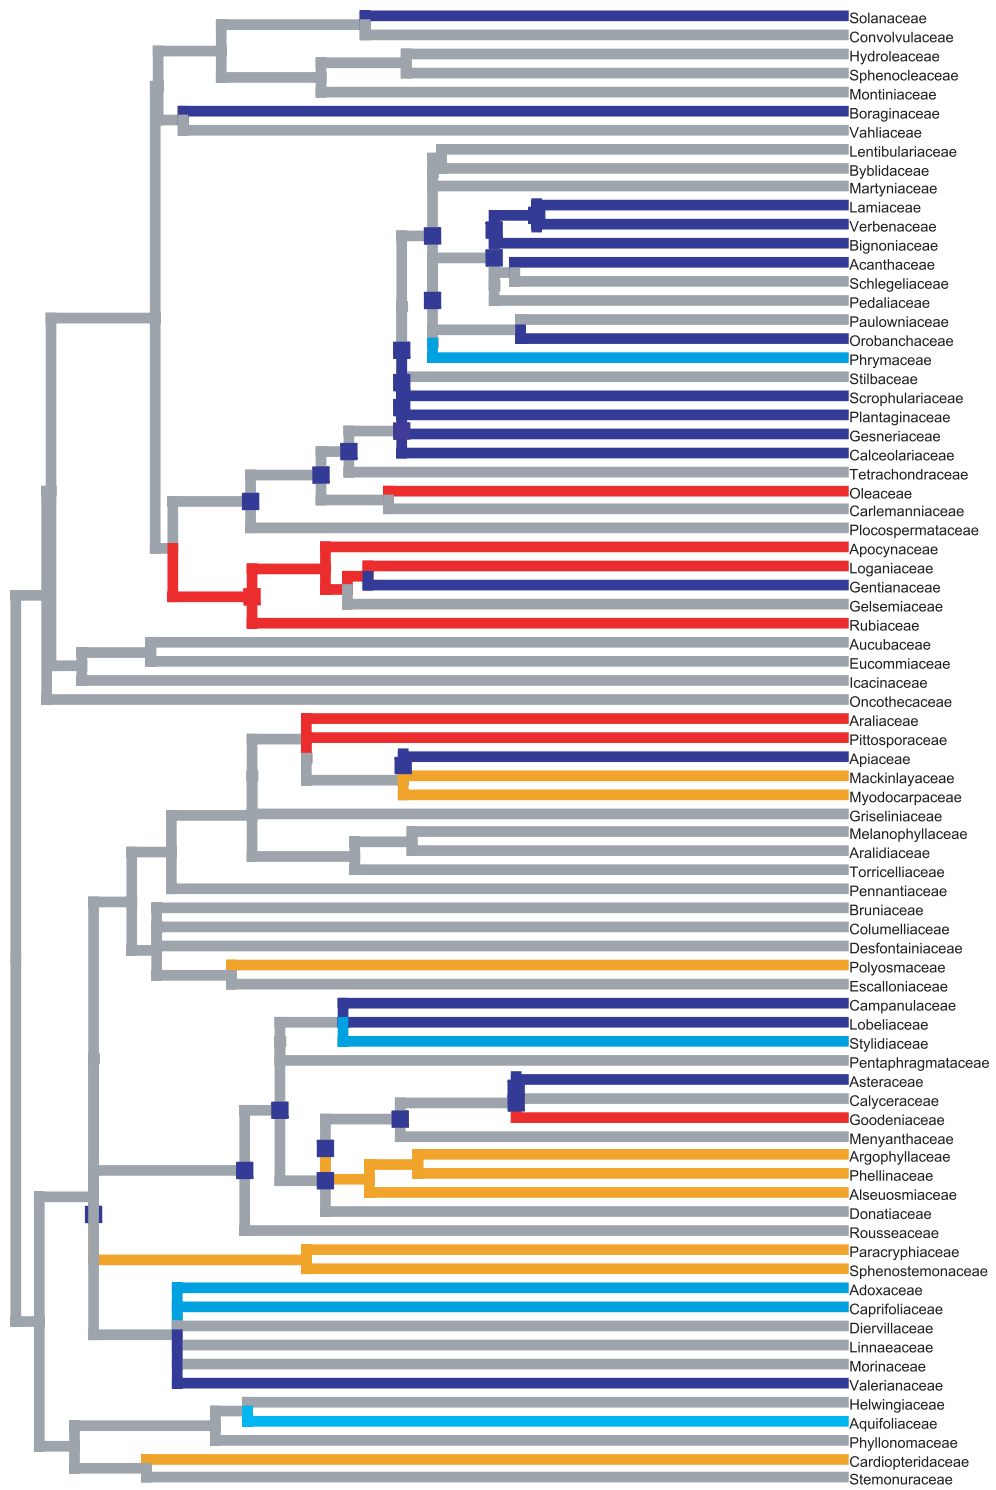 Solanaceae
Convolvulaceae
Hydroleaceae
Sphenocleaceae
Montiniaceae
Boraginaceae
Vahliaceae
Lentibulariaceae
Byblidaceae
Martyniaceae
Lamiaceae
Verbenaceae
Bignoniaceae
Acanthaceae
Schlegeliaceae
Pedaliaceae
Paulowniaceae
Orobanchaceae
Phrymaceae
Stilbaceae
Scrophulariaceae
Plantaginaceae
Gesneriaceae
Calceolariaceae
Tetrachondraceae
Oleaceae
Carlemanniaceae
Plocospermataceae
Apocynaceae
Loganiaceae
Gentianaceae
Gelsemiaceae
Rubiaceae
Aucubaceae
Eucommiaceae
Icacinaceae
Oncothecaceae
Araliaceae
Pittosporaceae
Apiaceae
Mackinlayaceae
Myodocarpaceae
Griseliniaceae
Melanophyllaceae
Aralidiaceae
Torricelliaceae
Pennantiaceae
Bruniaceae
Columelliaceae
Desfontainiaceae
Polyosmaceae
Escalloniaceae
Campanulaceae
Lobeliaceae
Stylidiaceae
Pentaphragmataceae
Asteraceae
Calyceraceae
Goodeniaceae
Menyanthaceae
Argophyllaceae
Phellinaceae
Alseuosmiaceae
Donatiaceae
Rousseaceae
Paracryphiaceae
Sphenostemonaceae
Adoxaceae
Caprifoliaceae
Diervillaceae
Linnaeaceae
Morinaceae
Valerianaceae
Helwingiaceae
Aquifoliaceae
Phyllonomaceae
Cardiopteridaceae
Stemonuraceae